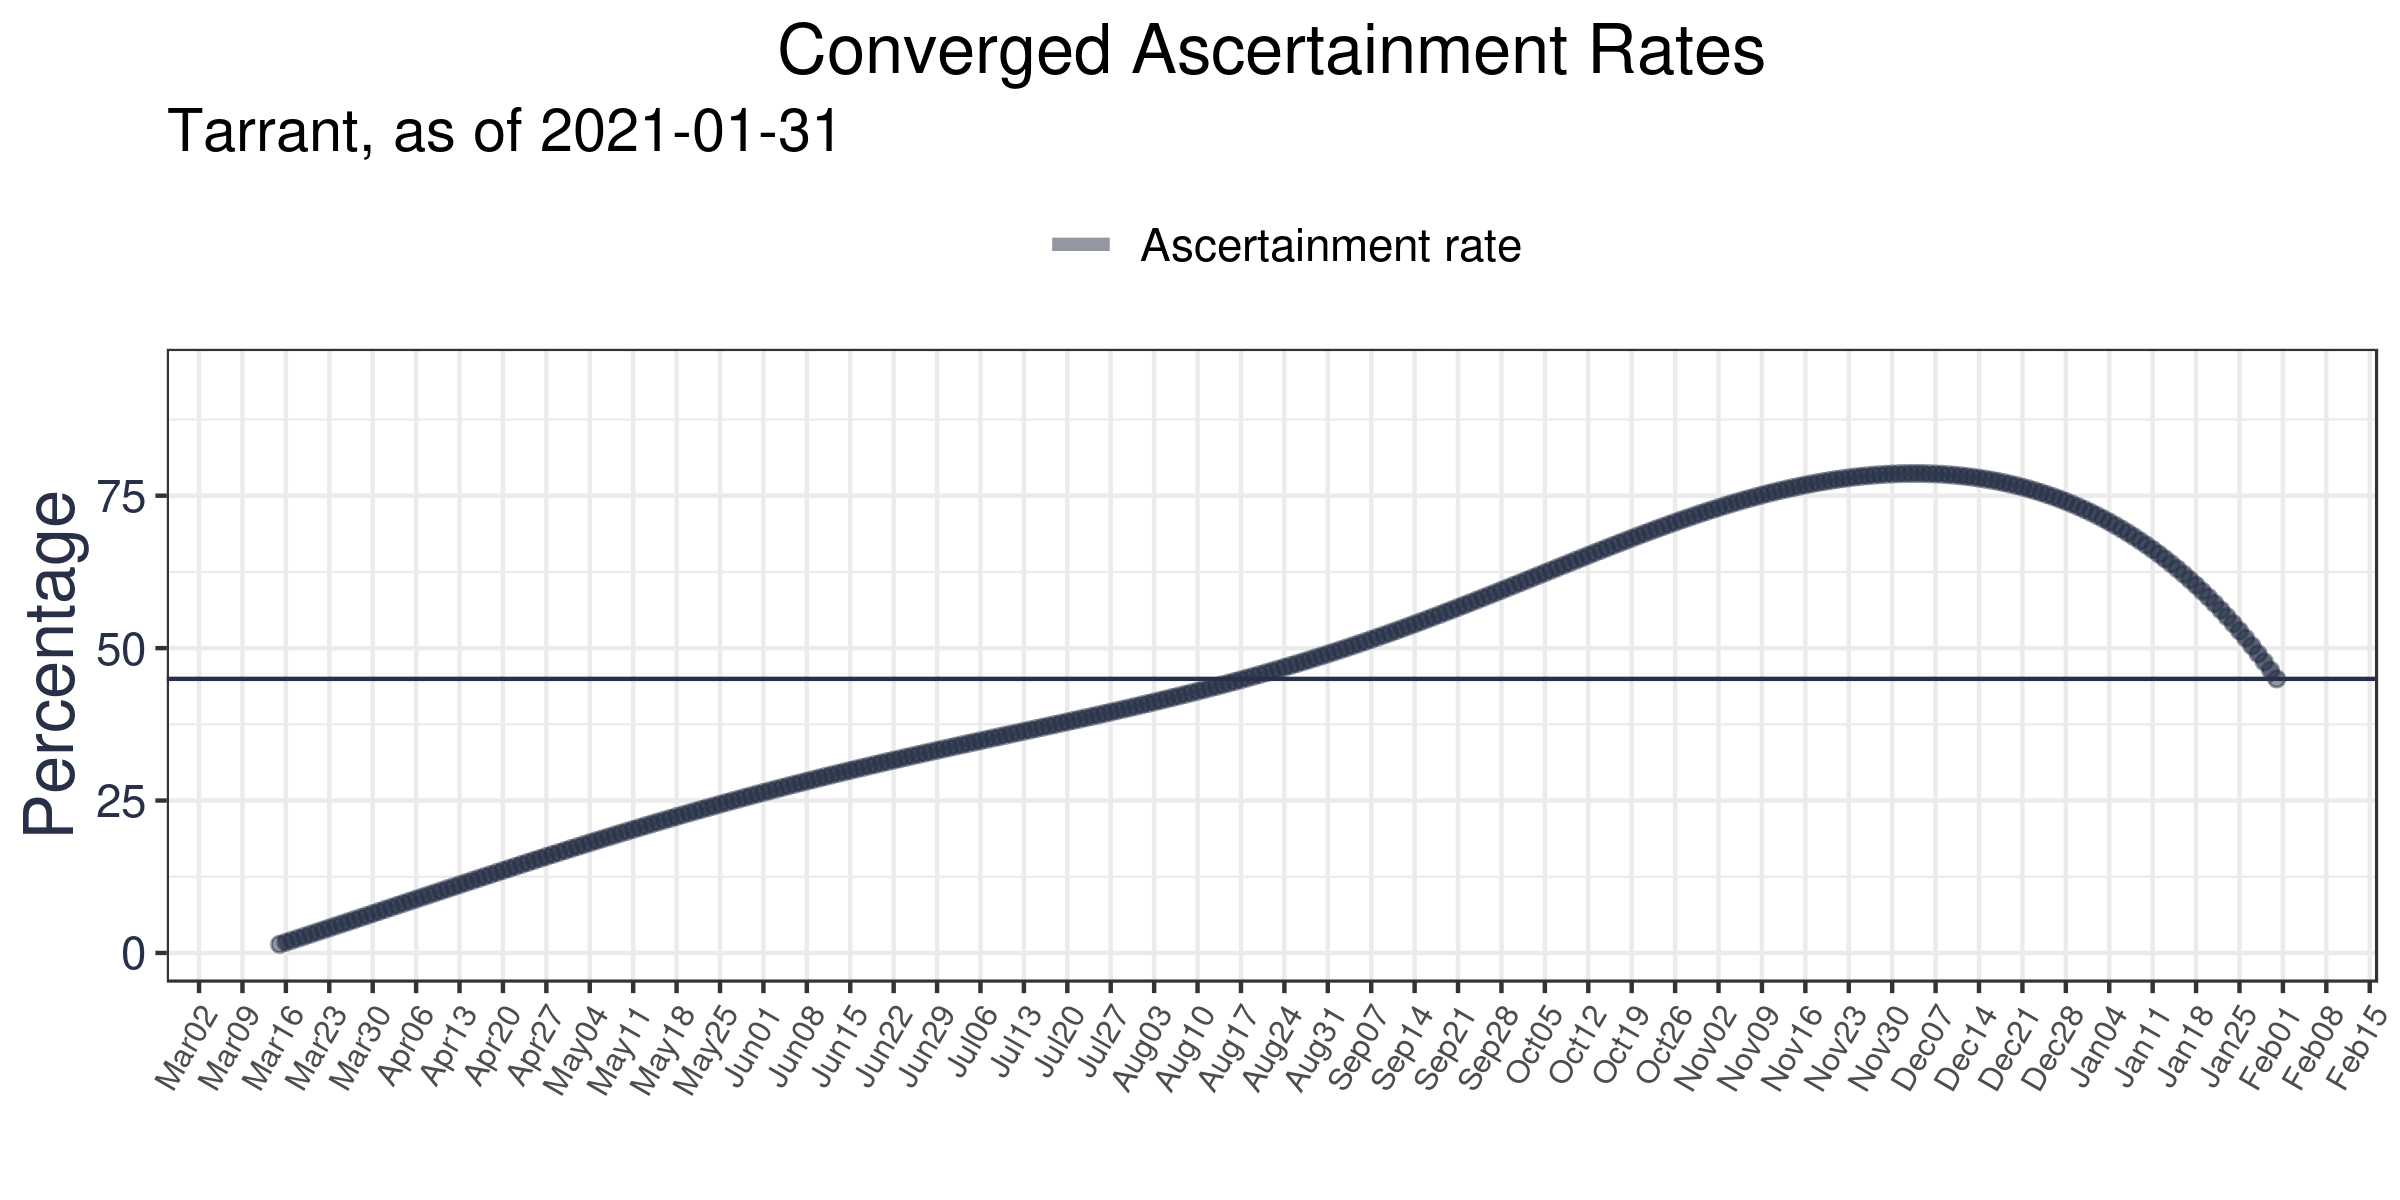 Converged Ascertainment Rates
Tarrant, as of 2021-01-31
Ascertainment rate
Percentage
75
50
25
0
Mar02
Mar09
Mar16
Mar23
Mar30
Apr06
Apr13
Apr20
Apr27
May04
May11
May18
May25
Jun01
Jun08
Jun15
Jun22
Jun29
Jul06
Jul13
Jul20
Jul27
Aug03
Aug10
Aug17
Aug24
Aug31
Sep07
Sep14
Sep21
Sep28
Oct05
Oct12
Oct19
Oct26
Nov02
Nov09
Nov16
Nov23
Nov30
Dec07
Dec14
Dec21
Dec28
Jan04
Jan11
Jan18
Jan25
Feb01
Feb08
Feb15